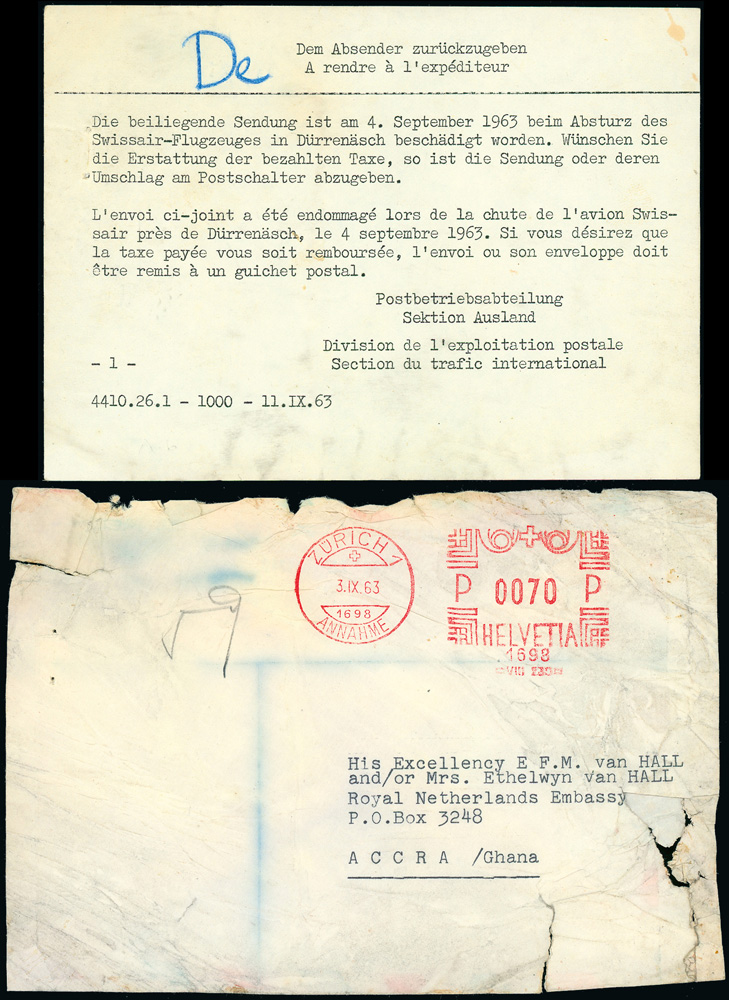 De
Dem Absender zurückzugeben
A rendre à l'expéditeur
Die beiliegende Sendung ist am 4. September 1963 beim Absturz des
Swissair-Flugzeuges in Dürrenäsch beschädigt worden. Wünschen Sie
die Erstattung der bezahlten Taxe, so ist die Sendung oder deren
Umschlag am Postschalter abzugeben.
L'envoi ci-joint a été endommagé lors de la chute de l'avion Swis-
sair près de Dürrenäsch, le 4 septembre 1963. Si vous désirez que
la taxe payée vous soit remboursée, l'envoi ou son enveloppe doit
être remis à un guichet postal.
Postbetriebsabteilung
Sektion Ausland
Division de l'exploitation postale
- 1 - Section du trafic international
4410.26.1 - 1000 - 11.IX.63
ZÜRICH 1
3.IX.63
1698
ANNAHME
P 0070 P
HELVETIA
1698
His Excellency E F.M. van HALL
and/or Mrs. Ethelwyn van HALL
Royal Netherlands Embassy
P.O.Box 3248
A C C R A /Ghana